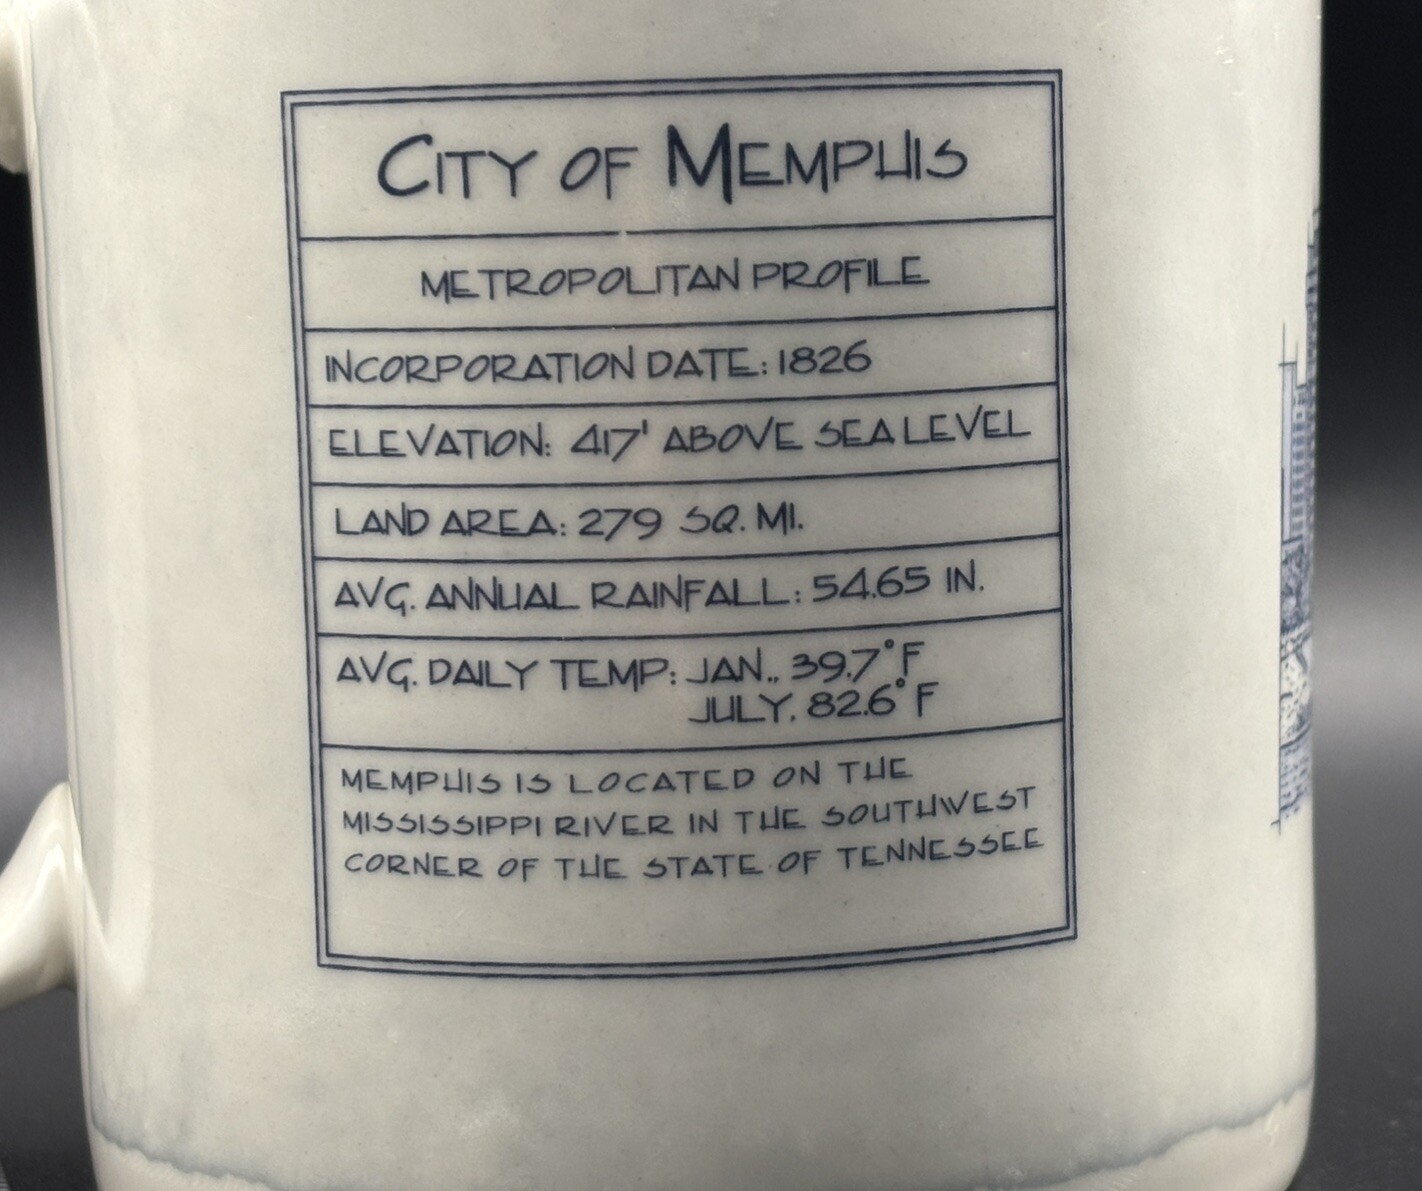 CITY OF MEMPHIS
METROPOLITAN PROFILE
INCORPORATION DATE: 1826
ELEVATION: 417' ABOVE SEA LEVEL
LAND AREA: 279 SQ. MI.
AVG. ANNUAL RAINFALL: 54.65 IN.
AVG. DAILY TEMP: JAN., 39.7°F
JULY, 82.6°F
MEMPHIS IS LOCATED ON THE
MISSISSIPPI RIVER IN THE SOUTHWEST
CORNER OF THE STATE OF TENNESSEE